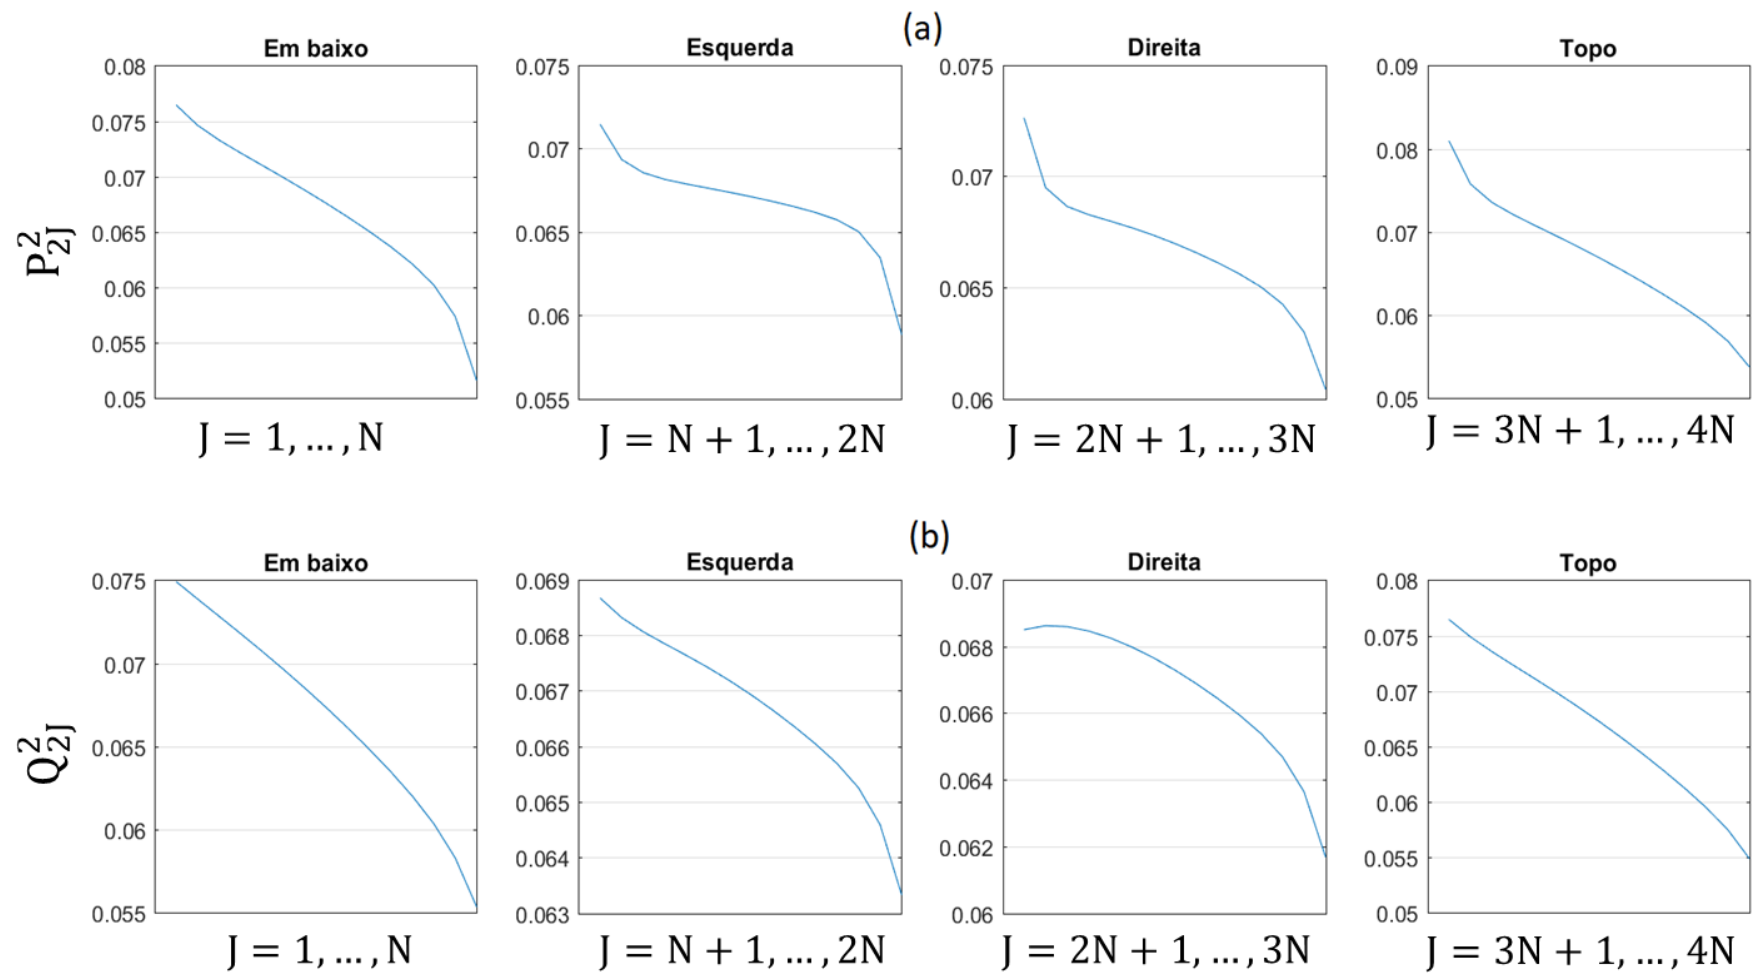 (a)
Em baixo Esquerda Direita Topo
0.08 0.075 0.075 0.09
0.075
0.07 0.07 0.08
0.07
0.065 0.065 0.07
0.06 0.06 0.065 0.06
0.055
0.05 0.055 0.06 0.05
P²₂J
J = 1, ..., N J = N + 1, ..., 2N J = 2N + 1, ..., 3N J = 3N + 1, ..., 4N
(b)
Em baixo Esquerda Direita Topo
0.075 0.069 0.07 0.08
0.068 0.068 0.075
0.07 0.067 0.066 0.07
0.065 0.066 0.064 0.065
0.065 0.06
0.06 0.064 0.062 0.055
0.055 0.063 0.06 0.05
Q²₂J
J = 1, ..., N J = N + 1, ..., 2N J = 2N + 1, ..., 3N J = 3N + 1, ..., 4N